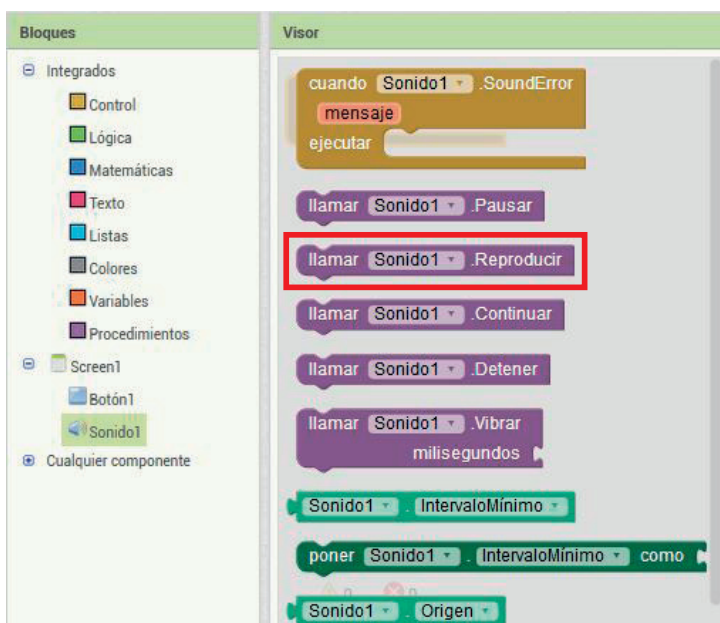 Bloques
Integrados
Control
Lógica
Matemáticas
Texto
Listas
Colores
Variables
Procedimientos
Screen1
Botón1
Sonido1
Cualquier componente
Visor
cuando Sonido1 .SoundError
mensaje
ejecutar
llamar Sonido1 .Pausar
llamar Sonido1 .Reproducir
llamar Sonido1 .Continuar
llamar Sonido1 .Detener
llamar Sonido1 .Vibrar
milisegundos
Sonido1 . IntervaloMínimo
poner Sonido1 . IntervaloMínimo como
0 0
Sonido1 . Origen